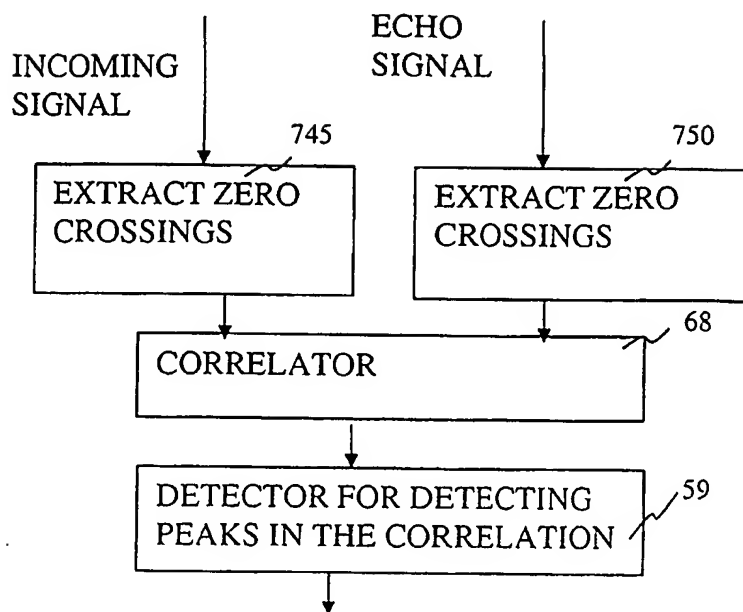 ECHO
SIGNAL
INCOMING
SIGNAL
745
750
EXTRACT ZERO
CROSSINGS
EXTRACT ZERO
CROSSINGS
68
CORRELATOR
59
DETECTOR FOR DETECTING
PEAKS IN THE CORRELATION